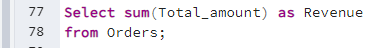 77 Select sum(Total_amount) as Revenue
78 from Orders;